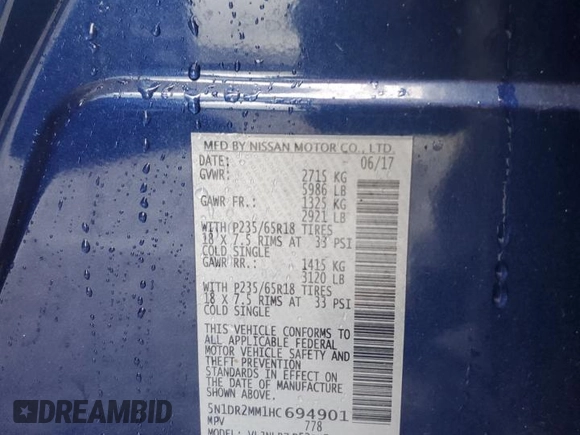 MFD BY NISSAN MOTOR CO., LTD.
DATE: 06/17
GVWR: 2715 KG
5986 LB
GAWR FR.: 1325 KG
2921 LB
WITH P235/65R18 TIRES
18 X 7.5 RIMS AT 33 PSI
COLD SINGLE
GAWR RR.: 1415 KG
3120 LB
WITH P235/65R18 TIRES
18 X 7.5 RIMS AT 33 PSI
COLD SINGLE
THIS VEHICLE CONFORMS TO
ALL APPLICABLE FEDERAL
MOTOR VEHICLE SAFETY AND
THEFT PREVENTION
STANDARDS IN EFFECT ON
THE DATE OF MANUFACTURE
SHOWN ABOVE.
5N1DR2MM1HC694901
MPV 778
IDREAMBID